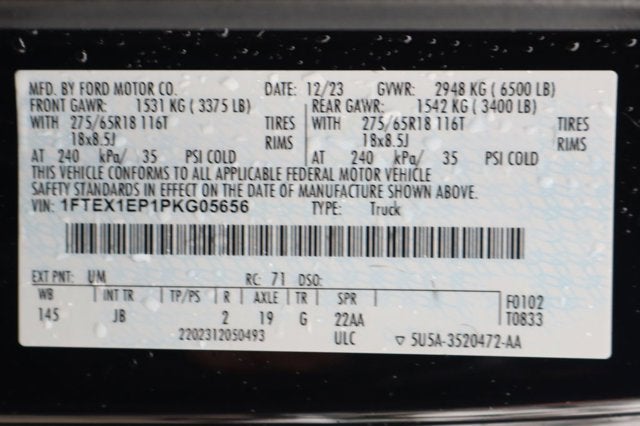 MFD. BY FORD MOTOR CO. DATE: 12/23 GVWR: 2948 KG ( 6500 LB)
FRONT GAWR: 1531 KG ( 3375 LB) REAR GAWR: 1542 KG ( 3400 LB)
WITH 275/65R18 116T TIRES WITH 275/65R18 116T TIRES
18x8.5J RIMS 18x8.5J RIMS
AT 240 kPa/ 35 PSI COLD AT 240 kPa/ 35 PSI COLD
THIS VEHICLE CONFORMS TO ALL APPLICABLE FEDERAL MOTOR VEHICLE
SAFETY STANDARDS IN EFFECT ON THE DATE OF MANUFACTURE SHOWN ABOVE.
VIN: 1FTEX1EP1PKG05656 TYPE: Truck
EXT PNT: UM RC: 71 DSO:
WB INT TR TP/PS R AXLE TR SPR F0102
145 JB 2 19 G 22AA T0833
2202312050493 ULC ▽ 5U5A-3520472-AA